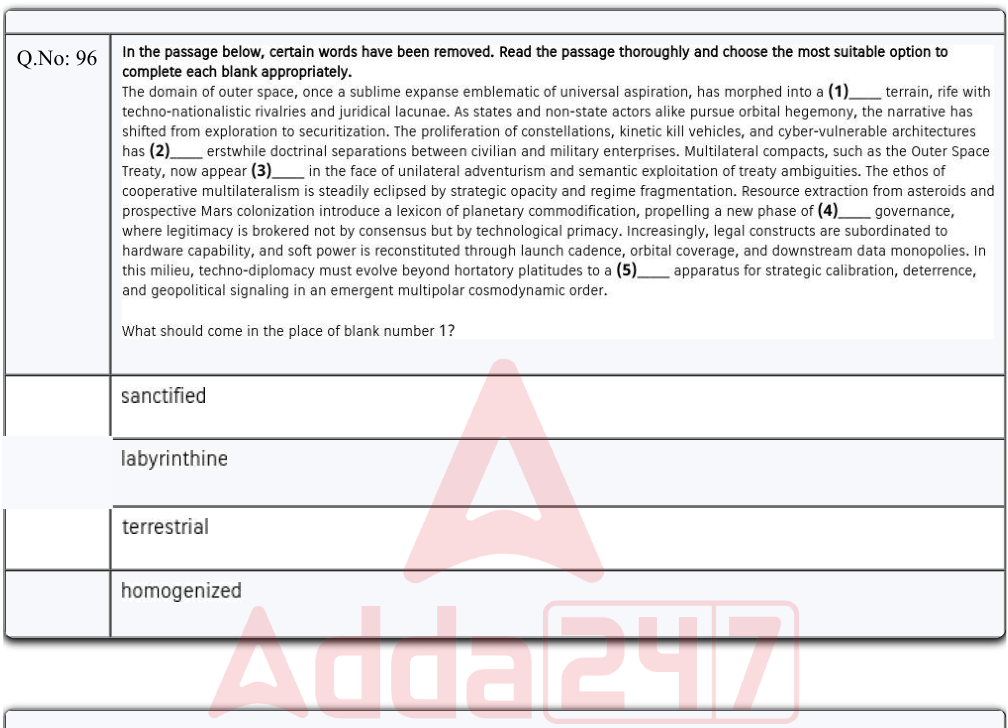 Q.No: 96
In the passage below, certain words have been removed. Read the passage thoroughly and choose the most suitable option to
complete each blank appropriately.
The domain of outer space, once a sublime expanse emblematic of universal aspiration, has morphed into a (1)____ terrain, rife with
techno-nationalistic rivalries and juridical lacunae. As states and non-state actors alike pursue orbital hegemony, the narrative has
shifted from exploration to securitization. The proliferation of constellations, kinetic kill vehicles, and cyber-vulnerable architectures
has (2)____ erstwhile doctrinal separations between civilian and military enterprises. Multilateral compacts, such as the Outer Space
Treaty, now appear (3)____ in the face of unilateral adventurism and semantic exploitation of treaty ambiguities. The ethos of
cooperative multilateralism is steadily eclipsed by strategic opacity and regime fragmentation. Resource extraction from asteroids and
prospective Mars colonization introduce a lexicon of planetary commodification, propelling a new phase of (4)____ governance,
where legitimacy is brokered not by consensus but by technological primacy. Increasingly, legal constructs are subordinated to
hardware capability, and soft power is reconstituted through launch cadence, orbital coverage, and downstream data monopolies. In
this milieu, techno-diplomacy must evolve beyond hortatory platitudes to a (5)____ apparatus for strategic calibration, deterrence,
and geopolitical signaling in an emergent multipolar cosmodynamic order.
What should come in the place of blank number 1?
sanctified
labyrinthine
terrestrial
homogenized
Adda247